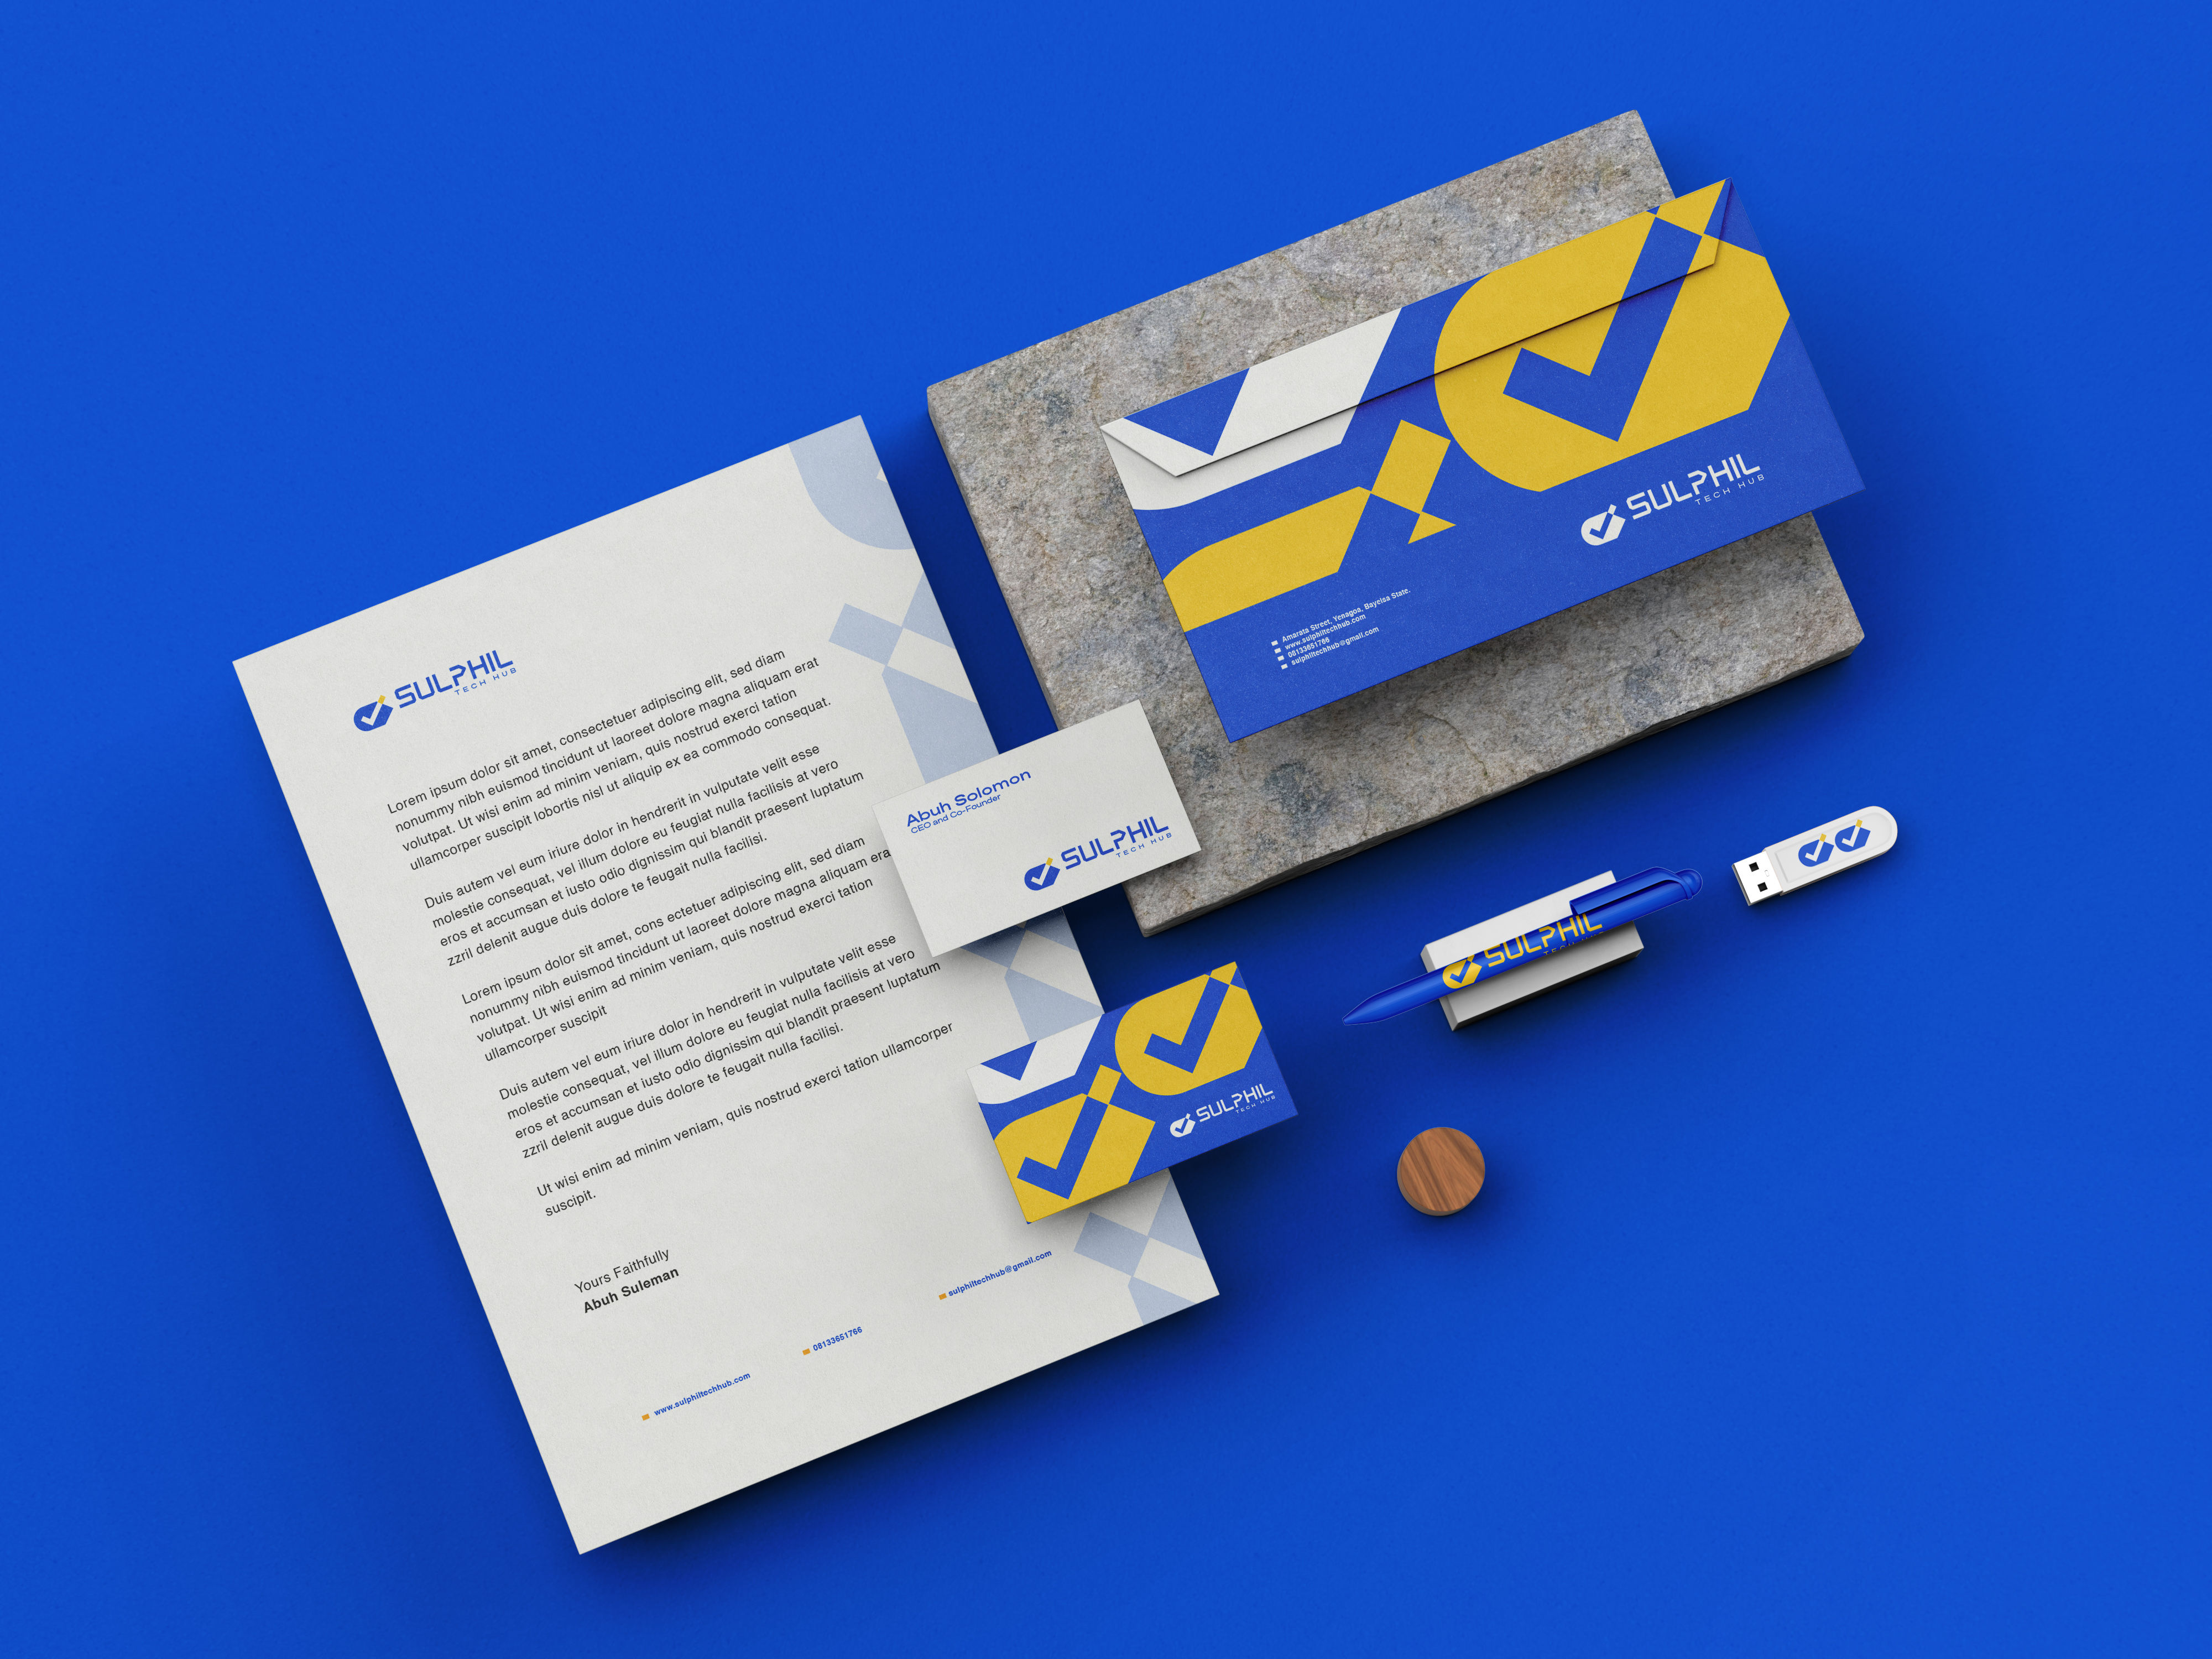 SULPHIL
TECH HUB
Lorem ipsum dolor sit amet, consectetuer adipiscing elit, sed diam
nonummy nibh euismod tincidunt ut laoreet dolore magna aliquam erat
volutpat. Ut wisi enim ad minim veniam, quis nostrud exerci tation
ullamcorper suscipit lobortis nisl ut aliquip ex ea commodo consequat.
Duis autem vel eum iriure dolor in hendrerit in vulputate velit esse
molestie consequat, vel illum dolore eu feugiat nulla facilisis at vero
eros et accumsan et iusto odio dignissim qui blandit praesent luptatum
zzril delenit augue duis dolore te feugait nulla facilisi.
Lorem ipsum dolor sit amet, cons ectetuer adipiscing elit, sed diam
nonummy nibh euismod tincidunt ut laoreet dolore magna aliquam era
volutpat. Ut wisi enim ad minim veniam, quis nostrud exerci tation
ullamcorper suscipit
Duis autem vel eum iriure dolor in hendrerit in vulputate velit esse
molestie consequat, vel illum dolore eu feugiat nulla facilisis at vero
eros et accumsan et iusto odio dignissim qui blandit praesent luptatum
zzril delenit augue duis dolore te feugait nulla facilisi.
Ut wisi enim ad minim veniam, quis nostrud exerci tation ullamcorper
suscipit.
Yours Faithfully
Abuh Suleman
www.sulphiltechhub.com
08133651766
sulphiltechhub@gmail.com
Abuh Solomon
CEO and Co-Founder
SULPHIL
TECH HUB
SULPHIL
TECH HUB
SULPHIL
TECH HUB
Amarata Street, Yenagoa, Bayelsa State.
www.sulphiltechhub.com
08133651766
sulphiltechhub@gmail.com
SULPHIL
TECH HUB